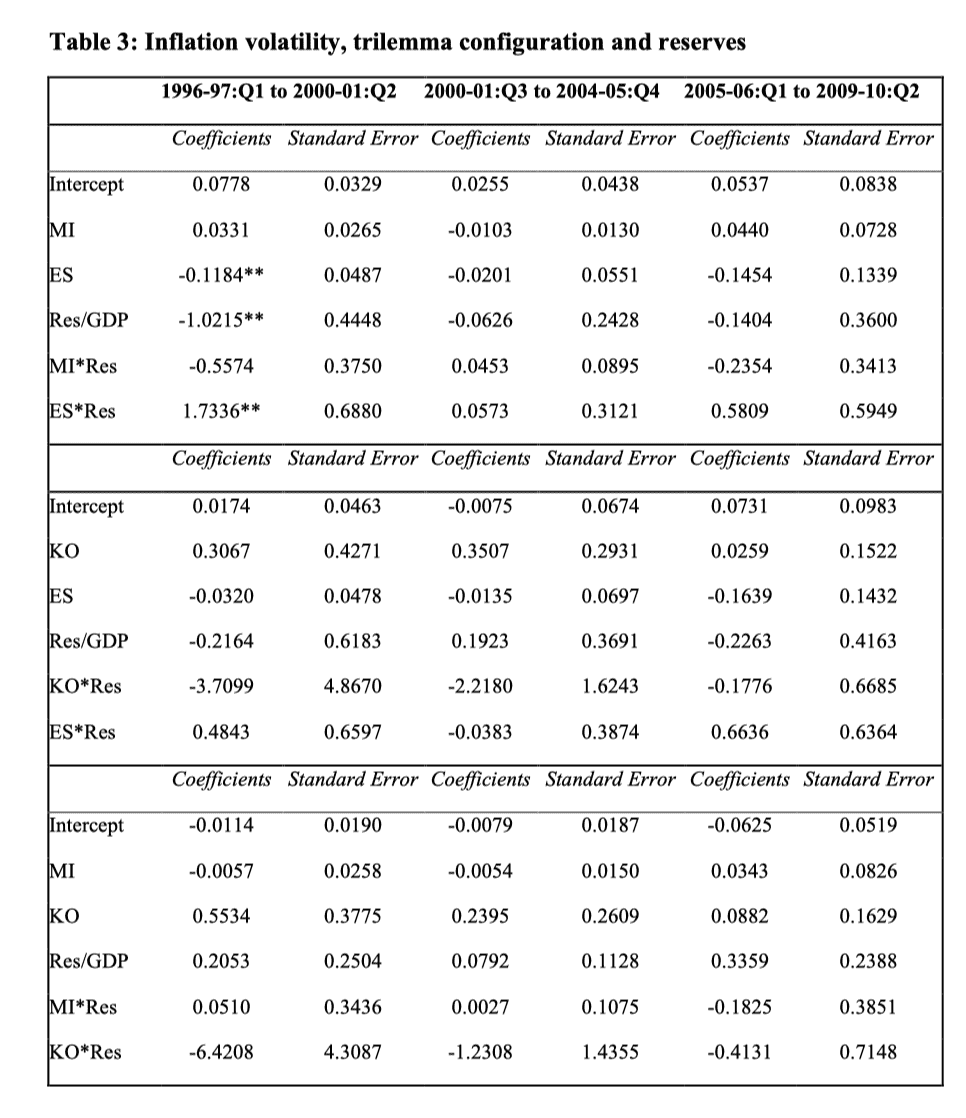 Table 3: Inflation volatility, trilemma configuration and reserves
1996-97:Q1 to 2000-01:Q2 2000-01:Q3 to 2004-05:Q4 2005-06:Q1 to 2009-10:Q2
Coefficients Standard Error Coefficients Standard Error Coefficients Standard Error
Intercept 0.0778 0.0329 0.0255 0.0438 0.0537 0.0838
MI 0.0331 0.0265 -0.0103 0.0130 0.0440 0.0728
ES -0.1184** 0.0487 -0.0201 0.0551 -0.1454 0.1339
Res/GDP -1.0215** 0.4448 -0.0626 0.2428 -0.1404 0.3600
MI*Res -0.5574 0.3750 0.0453 0.0895 -0.2354 0.3413
ES*Res 1.7336** 0.6880 0.0573 0.3121 0.5809 0.5949
Coefficients Standard Error Coefficients Standard Error Coefficients Standard Error
Intercept 0.0174 0.0463 -0.0075 0.0674 0.0731 0.0983
KO 0.3067 0.4271 0.3507 0.2931 0.0259 0.1522
ES -0.0320 0.0478 -0.0135 0.0697 -0.1639 0.1432
Res/GDP -0.2164 0.6183 0.1923 0.3691 -0.2263 0.4163
KO*Res -3.7099 4.8670 -2.2180 1.6243 -0.1776 0.6685
ES*Res 0.4843 0.6597 -0.0383 0.3874 0.6636 0.6364
Coefficients Standard Error Coefficients Standard Error Coefficients Standard Error
Intercept -0.0114 0.0190 -0.0079 0.0187 -0.0625 0.0519
MI -0.0057 0.0258 -0.0054 0.0150 0.0343 0.0826
KO 0.5534 0.3775 0.2395 0.2609 0.0882 0.1629
Res/GDP 0.2053 0.2504 0.0792 0.1128 0.3359 0.2388
MI*Res 0.0510 0.3436 0.0027 0.1075 -0.1825 0.3851
KO*Res -6.4208 4.3087 -1.2308 1.4355 -0.4131 0.7148